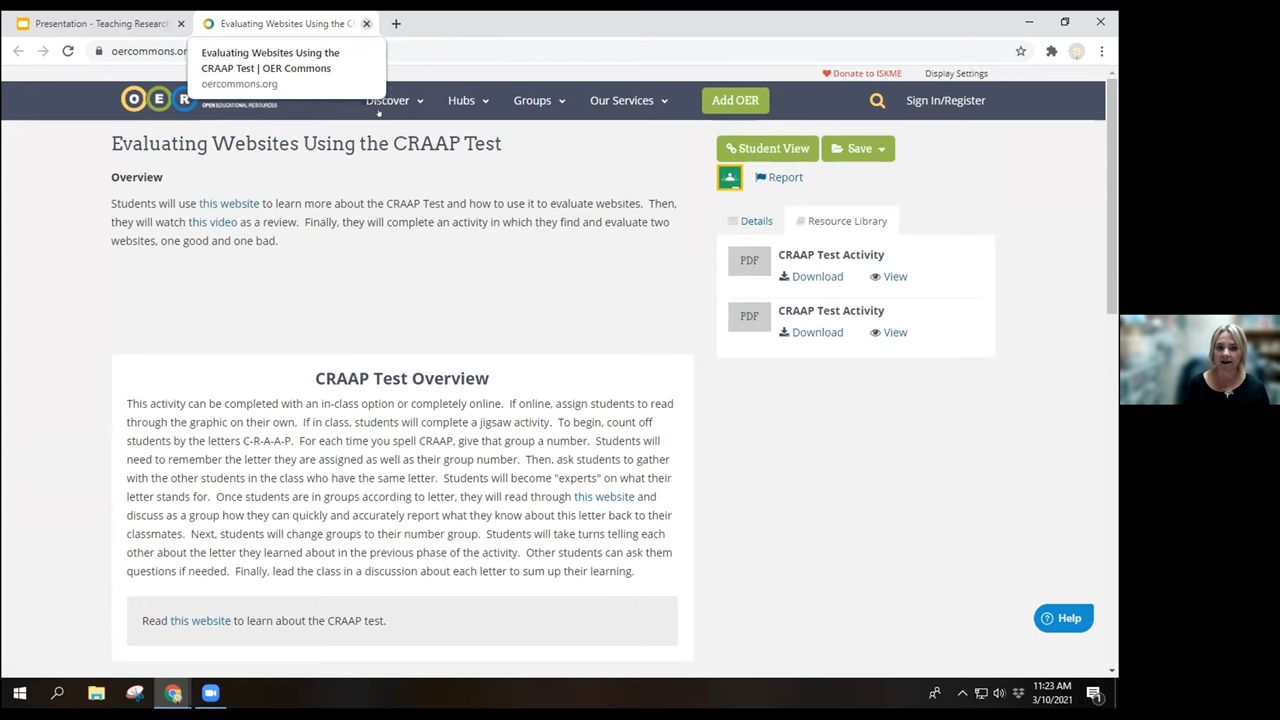 Presentation - Teaching Research
Evaluating Websites Using the CR
oercommons.or
Evaluating Websites Using the
CRAAP Test | OER Commons
oercommons.org
Donate to ISKME
Display Settings
OER
OPEN EDUCATIONAL RESOURCES
Discover
Hubs
Groups
Our Services
Add OER
Sign In/Register
Evaluating Websites Using the CRAAP Test
Overview
Students will use this website to learn more about the CRAAP Test and how to use it to evaluate websites. Then,
they will watch this video as a review. Finally, they will complete an activity in which they find and evaluate two
websites, one good and one bad.
Student View
Save
Report
Details
Resource Library
PDF
CRAAP Test Activity
Download
View
PDF
CRAAP Test Activity
Download
View
CRAAP Test Overview
This activity can be completed with an in-class option or completely online. If online, assign students to read
through the graphic on their own. If in class, students will complete a jigsaw activity. To begin, count off
students by the letters C-R-A-A-P. For each time you spell CRAAP, give that group a number. Students will
need to remember the letter they are assigned as well as their group number. Then, ask students to gather
with the other students in the class who have the same letter. Students will become "experts" on what their
letter stands for. Once students are in groups according to letter, they will read through this website and
discuss as a group how they can quickly and accurately report what they know about this letter back to their
classmates. Next, students will change groups to their number group. Students will take turns telling each
other about the letter they learned about in the previous phase of the activity. Other students can ask them
questions if needed. Finally, lead the class in a discussion about each letter to sum up their learning.
Read this website to learn about the CRAAP test.
Help
11:23 AM
3/10/2021
1